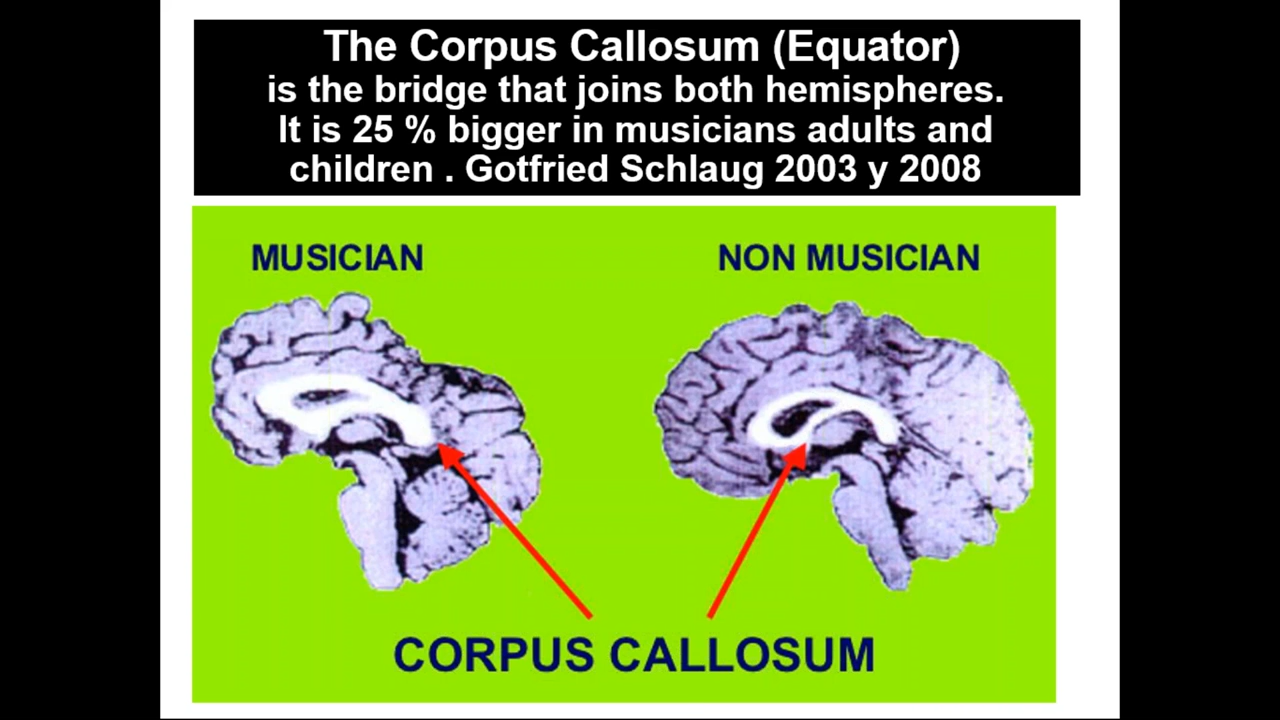 The Corpus Callosum (Equator)
is the bridge that joins both hemispheres.
It is 25 % bigger in musicians adults and
children . Gotfried Schlaug 2003 y 2008
MUSICIAN
NON MUSICIAN
CORPUS CALLOSUM